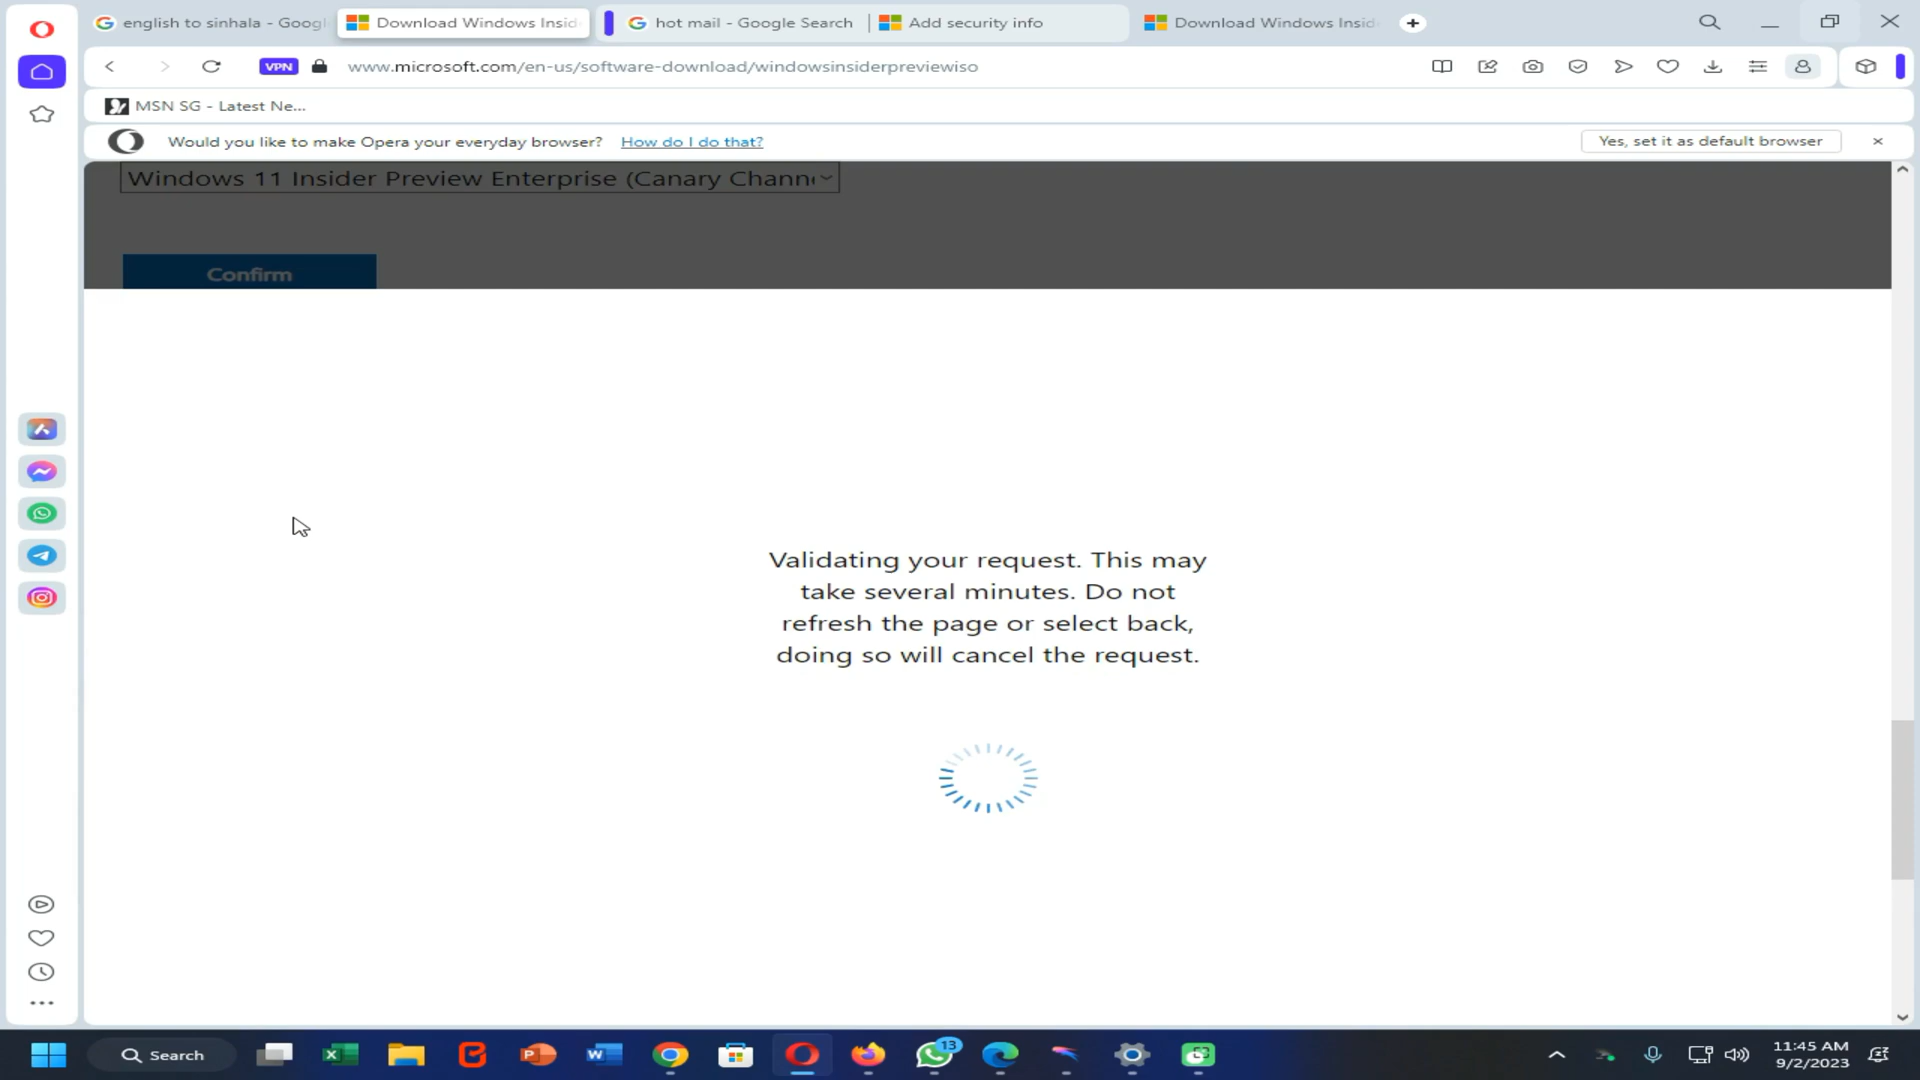 english to sinhala - Googl
Download Windows Insid
hot mail - Google Search
Add security info
Download Windows Insid
VPN
www.microsoft.com/en-us/software-download/windowsinsiderpreviewiso
MSN SG - Latest Ne...
Would you like to make Opera your everyday browser? How do I do that?
Yes, set it as default browser
Windows 11 Insider Preview Enterprise (Canary Chann
Confirm
Validating your request. This may
take several minutes. Do not
refresh the page or select back,
doing so will cancel the request.
Search
13
11:45 AM
9/2/2023